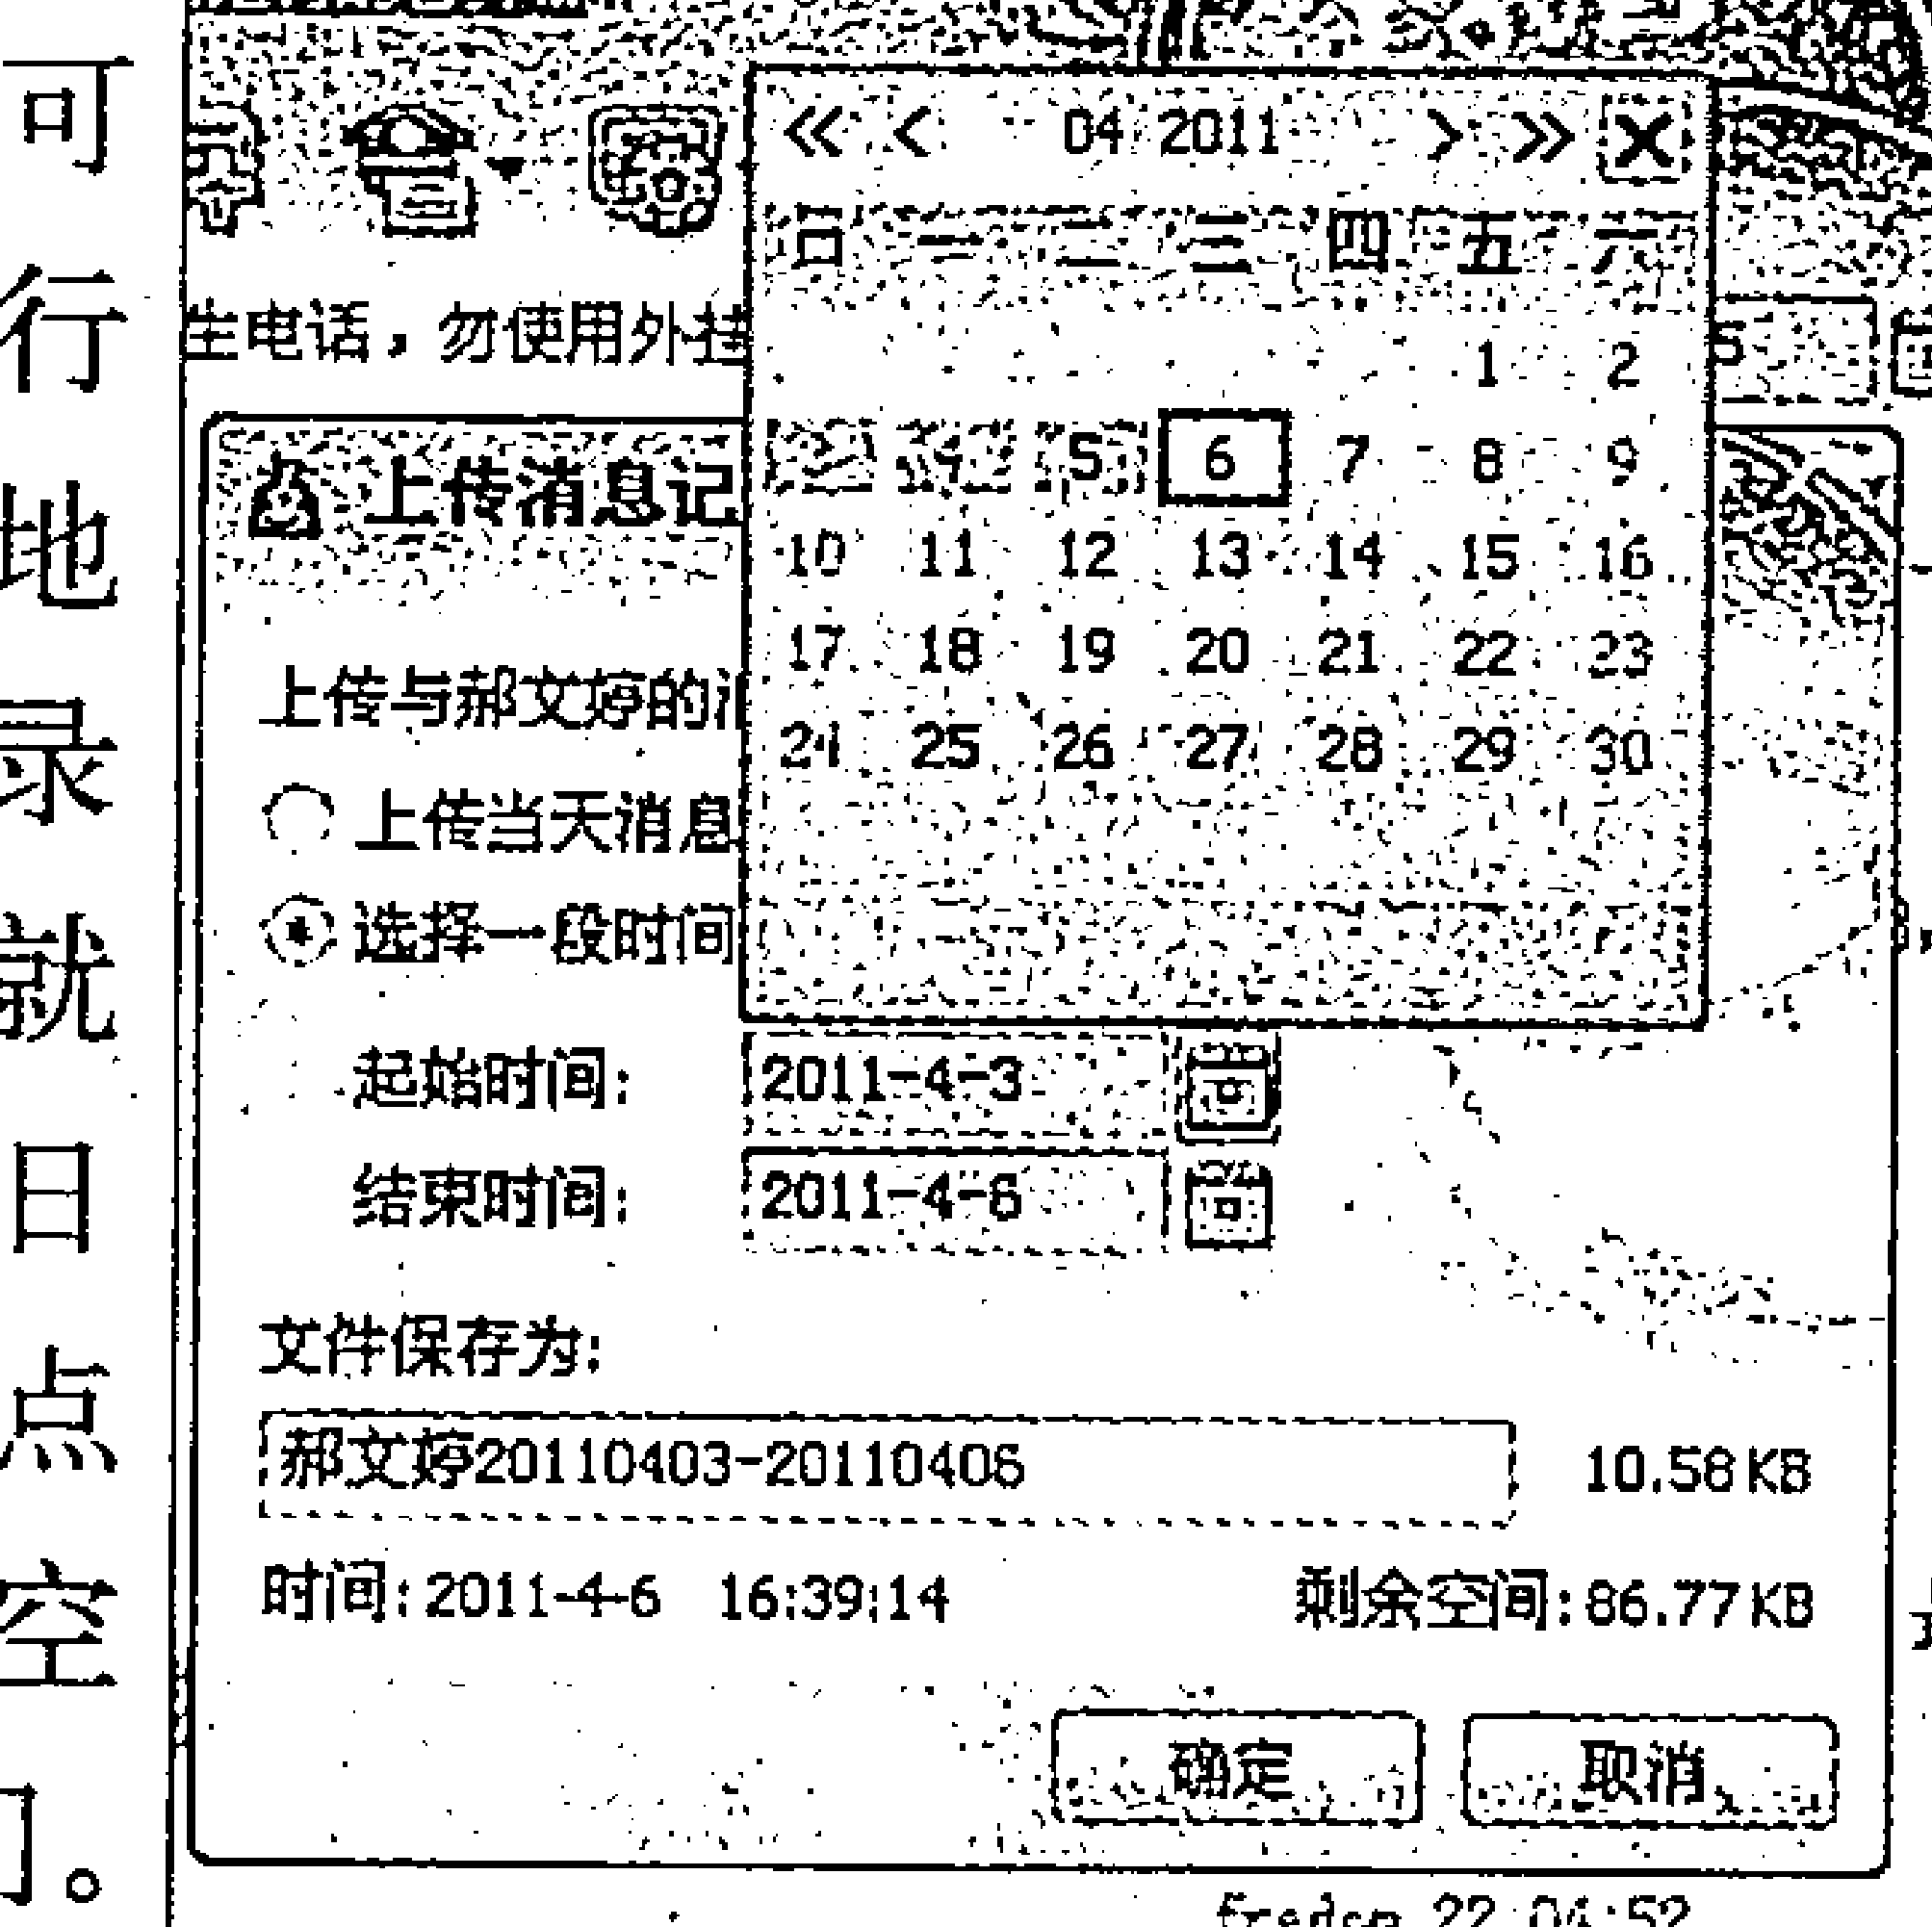 可
行
地
录
就
日
点
空
生电话，勿使用外挂
04 2011
日 一 二 三 四 五 六
1 2
5 6 7 8 9
10 11 12 13 14 15 16
17 18 19 20 21 22 23
24 25 26 27 28 29 30
上传消息记
上传与郝文婷的
上传当天消息
选择一段时间
起始时间: 2011-4-3
结束时间: 2011-4-6
文件保存为:
郝文婷20110403-20110406 10.58KB
时间:2011-4-6 16:39:14 剩余空间:86.77KB
确定 取消
22:04:52